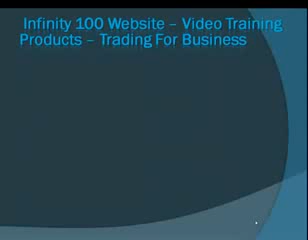 Infinity 100 Website – Video Training
Products – Trading For Business